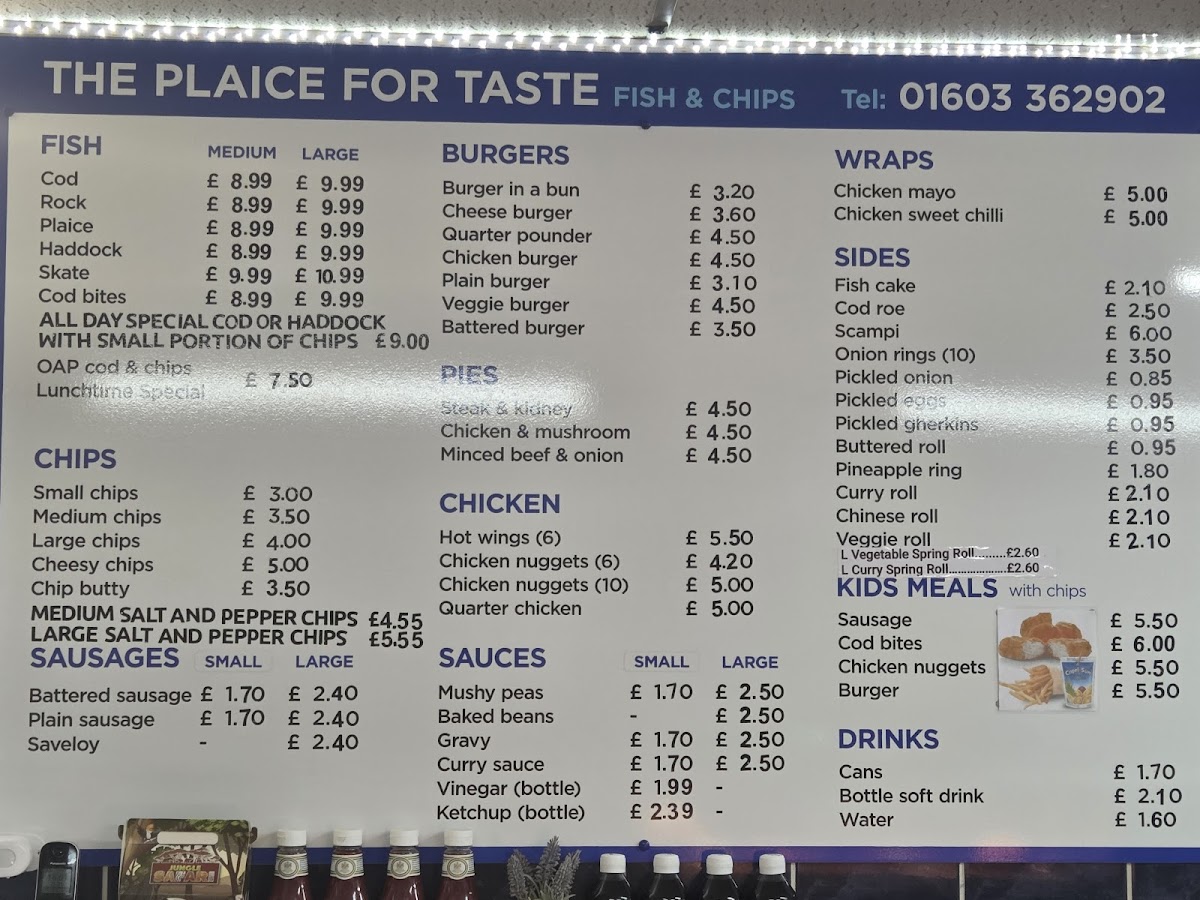 THE PLAICE FOR TASTE FISH & CHIPS Tel: 01603 362902
FISH MEDIUM LARGE
Cod £ 8.99 £ 9.99
Rock £ 8.99 £ 9.99
Plaice £ 8.99 £ 9.99
Haddock £ 8.99 £ 9.99
Skate £ 9.99 £ 10.99
Cod bites £ 8.99 £ 9.99
ALL DAY SPECIAL COD OR HADDOCK
WITH SMALL PORTION OF CHIPS £9.00
OAP cod & chips
Lunchtime Special £ 7.50
CHIPS
Small chips £ 3.00
Medium chips £ 3.50
Large chips £ 4.00
Cheesy chips £ 5.00
Chip butty £ 3.50
MEDIUM SALT AND PEPPER CHIPS £4.55
LARGE SALT AND PEPPER CHIPS £5.55
SAUSAGES SMALL LARGE
Battered sausage £ 1.70 £ 2.40
Plain sausage £ 1.70 £ 2.40
Saveloy - £ 2.40
BURGERS
Burger in a bun £ 3.20
Cheese burger £ 3.60
Quarter pounder £ 4.50
Chicken burger £ 4.50
Plain burger £ 3.10
Veggie burger £ 4.50
Battered burger £ 3.50
PIES
Steak & kidney £ 4.50
Chicken & mushroom £ 4.50
Minced beef & onion £ 4.50
CHICKEN
Hot wings (6) £ 5.50
Chicken nuggets (6) £ 4.20
Chicken nuggets (10) £ 5.00
Quarter chicken £ 5.00
SAUCES SMALL LARGE
Mushy peas £ 1.70 £ 2.50
Baked beans - £ 2.50
Gravy £ 1.70 £ 2.50
Curry sauce £ 1.70 £ 2.50
Vinegar (bottle) £ 1.99 -
Ketchup (bottle) £ 2.39 -
WRAPS
Chicken mayo £ 5.00
Chicken sweet chilli £ 5.00
SIDES
Fish cake £ 2.10
Cod roe £ 2.50
Scampi £ 6.00
Onion rings (10) £ 3.50
Pickled onion £ 0.85
Pickled eggs £ 0.95
Pickled gherkins £ 0.95
Buttered roll £ 0.95
Pineapple ring £ 1.80
Curry roll £ 2.10
Chinese roll £ 2.10
Veggie roll £ 2.10
L Vegetable Spring Roll.........£2.60
L Curry Spring Roll...................£2.60
KIDS MEALS with chips
Sausage £ 5.50
Cod bites £ 6.00
Chicken nuggets £ 5.50
Burger £ 5.50
DRINKS
Cans £ 1.70
Bottle soft drink £ 2.10
Water £ 1.60
JUNGLE
SAFARI